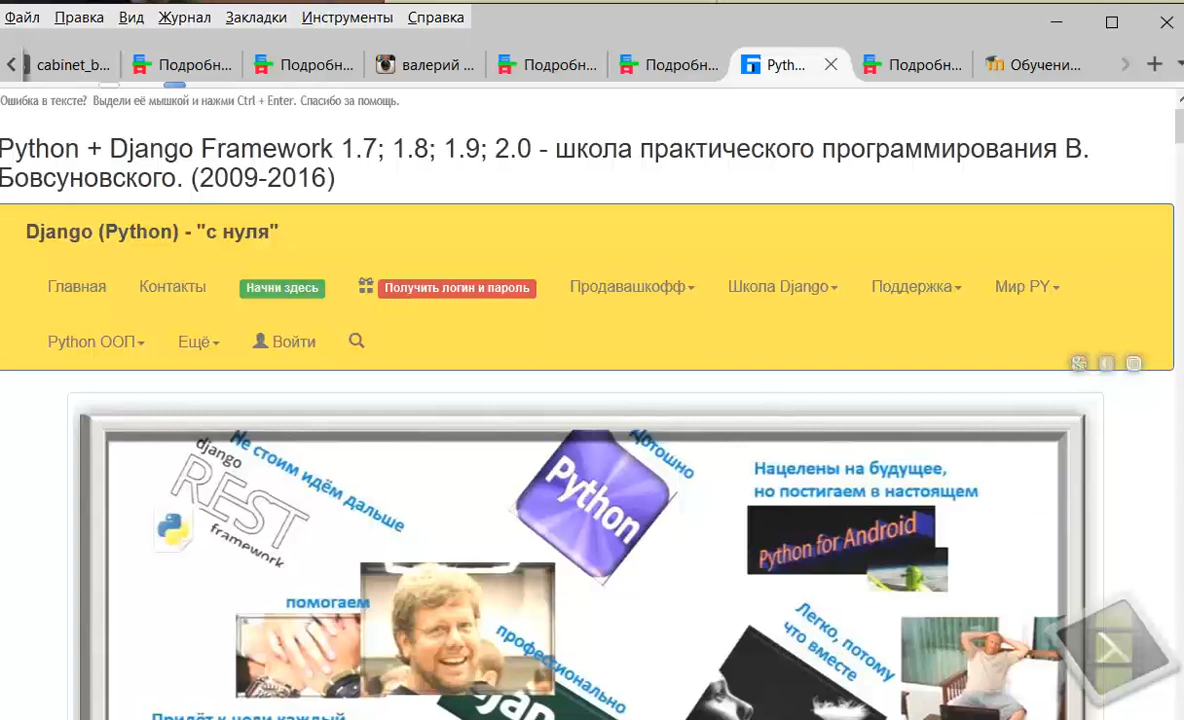 Файл Правка Вид Журнал Закладки Инструменты Справка
cabinet_b... Подробн... Подробн... валерий ... Подробн... Подробн... Pyth... Подробн... Обучени...
Ошибка в тексте? Выдели её мышкой и нажми Ctrl + Enter. Спасибо за помощь.
Python + Django Framework 1.7; 1.8; 1.9; 2.0 - школа практического программирования В.
Бовсуновского. (2009-2016)
Django (Python) - "с нуля"
Главная Контакты Начни здесь Получить логин и пароль Продавашкофф Школа Django Поддержка Мир PY
Python ООП Ещё Войти
django
REST
framework
Не стоим идём дальше
Python
Дотошно
Нацелены на будущее,
но постигаем в настоящем
Python for Android
помогаем
профессионально
Легко, потому
что вместе
Придёт к цели каждый